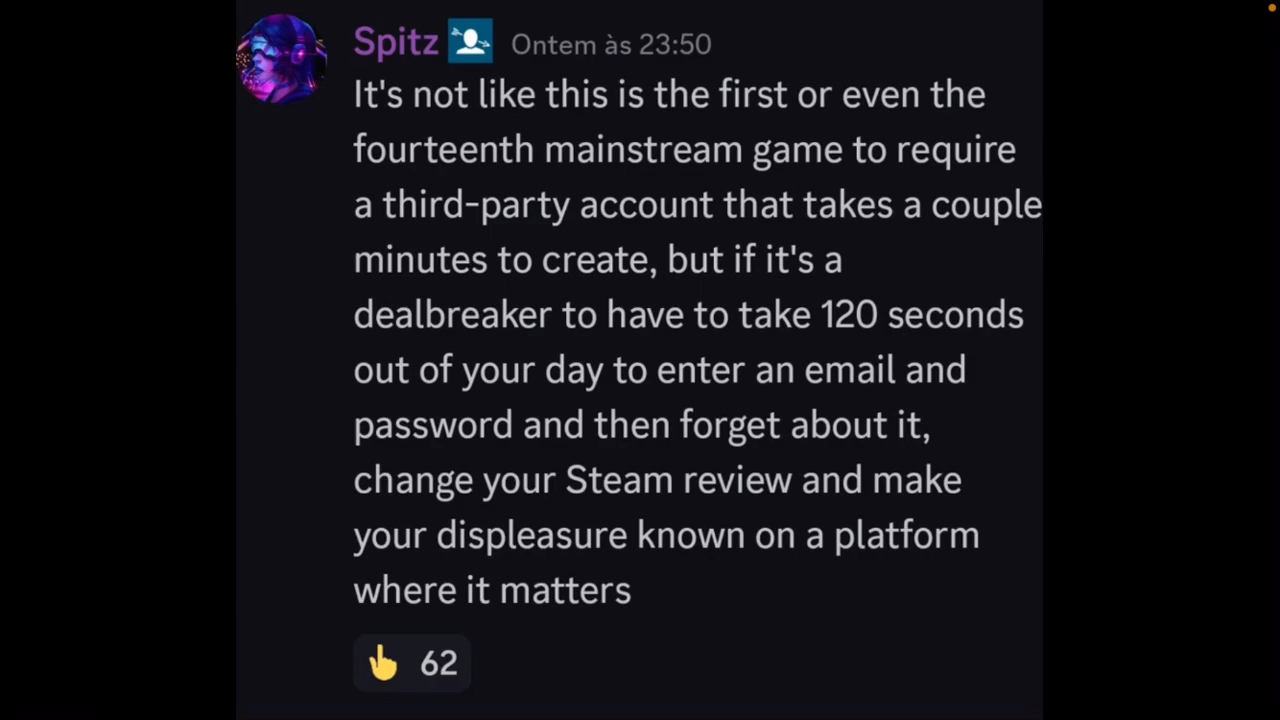 Spitz Ontem às 23:50
It's not like this is the first or even the
fourteenth mainstream game to require
a third-party account that takes a couple
minutes to create, but if it's a
dealbreaker to have to take 120 seconds
out of your day to enter an email and
password and then forget about it,
change your Steam review and make
your displeasure known on a platform
where it matters
62